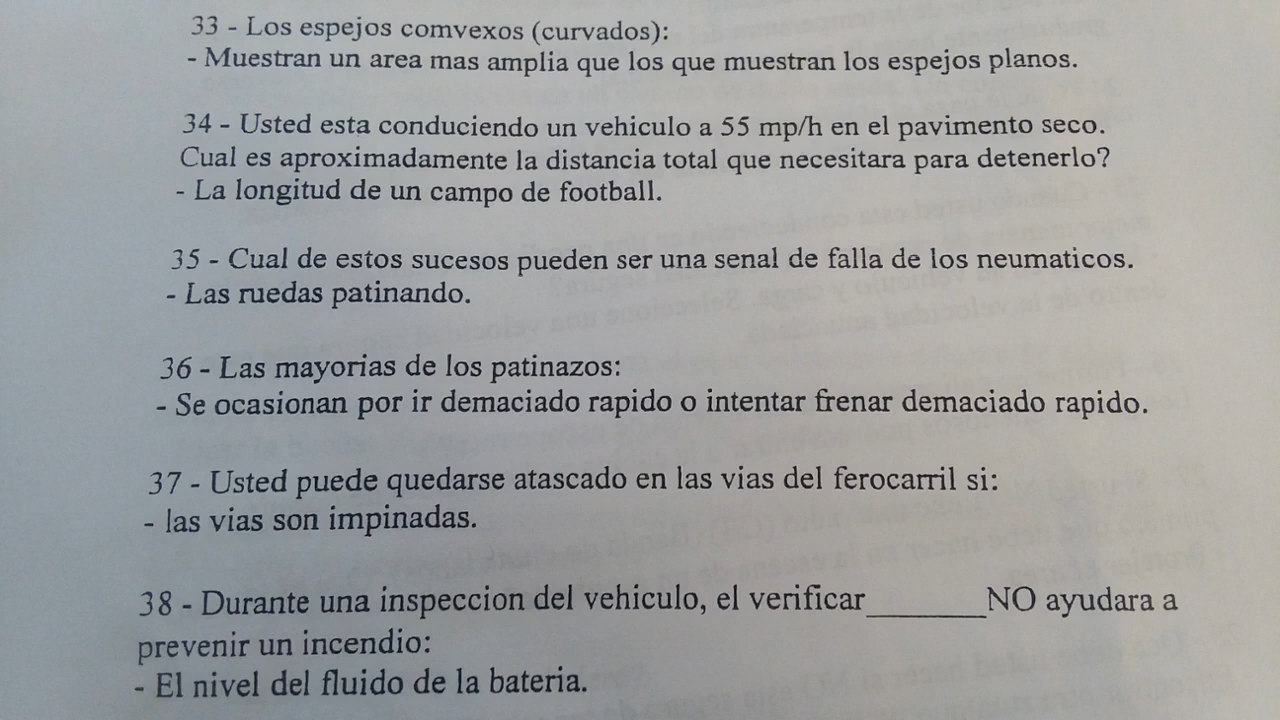 33 - Los espejos comvexos (curvados):
- Muestran un area mas amplia que los que muestran los espejos planos.
34 - Usted esta conduciendo un vehiculo a 55 mp/h en el pavimento seco.
Cual es aproximadamente la distancia total que necesitara para detenerlo?
- La longitud de un campo de football.
35 - Cual de estos sucesos pueden ser una senal de falla de los neumaticos.
- Las ruedas patinando.
36 - Las mayorias de los patinazos:
- Se ocasionan por ir demaciado rapido o intentar frenar demaciado rapido.
37 - Usted puede quedarse atascado en las vias del ferocarril si:
- las vias son impinadas.
38 - Durante una inspeccion del vehiculo, el verificar________NO ayudara a
prevenir un incendio:
- El nivel del fluido de la bateria.